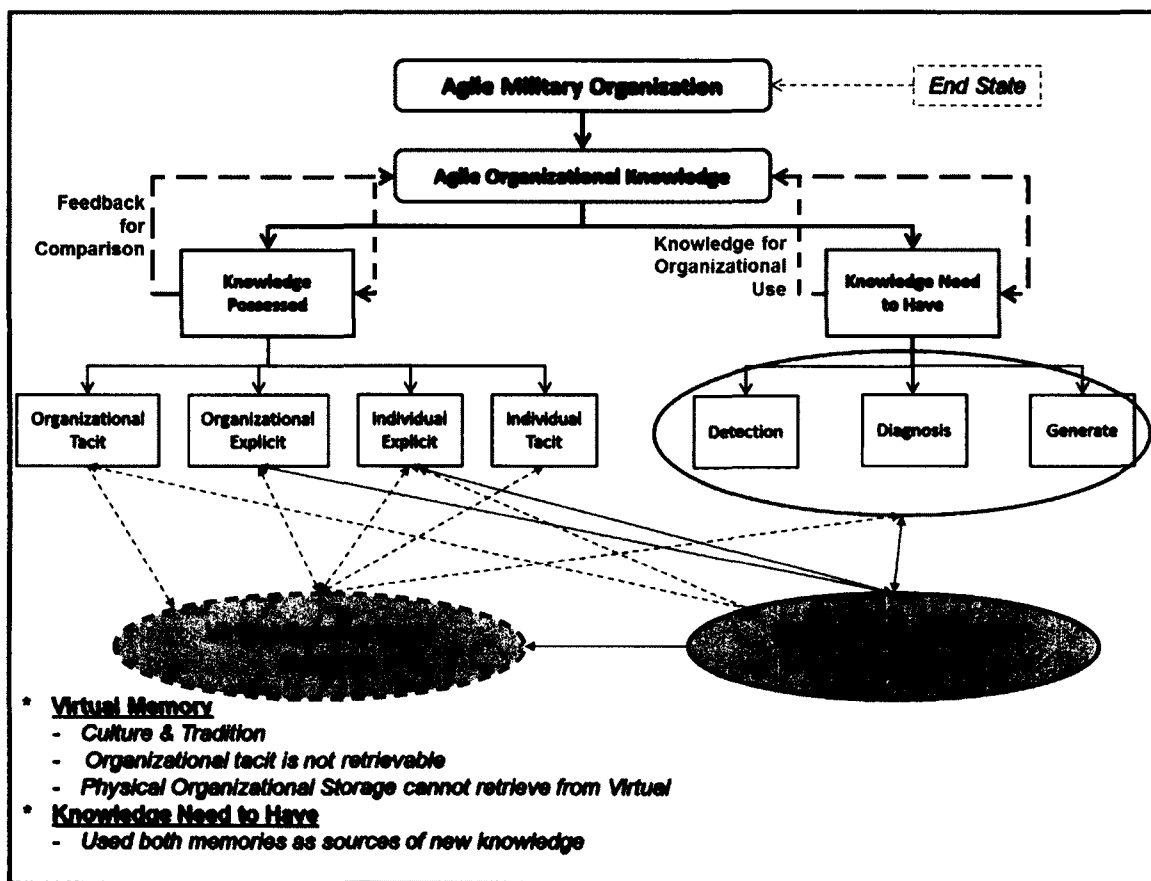 Agile Military Organization
End State
Agile Organizational Knowledge
Feedback
for
Comparison
Knowledge for
Organizational
Use
Knowledge
Possessed
Knowledge Need
to Have
Organizational
Tacit
Organizational
Explicit
Individual
Explicit
Individual
Tacit
Detection
Diagnosis
Generate
* Virtual Memory
- Culture & Tradition
- Organizational tacit is not retrievable
- Physical Organizational Storage cannot retrieve from Virtual
* Knowledge Need to Have
- Used both memories as sources of new knowledge